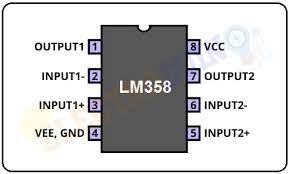 OUTPUT1 1 8 VCC
INPUT1- 2 7 OUTPUT2
LM358
INPUT1+ 3 6 INPUT2-
VEE, GND 4 5 INPUT2+